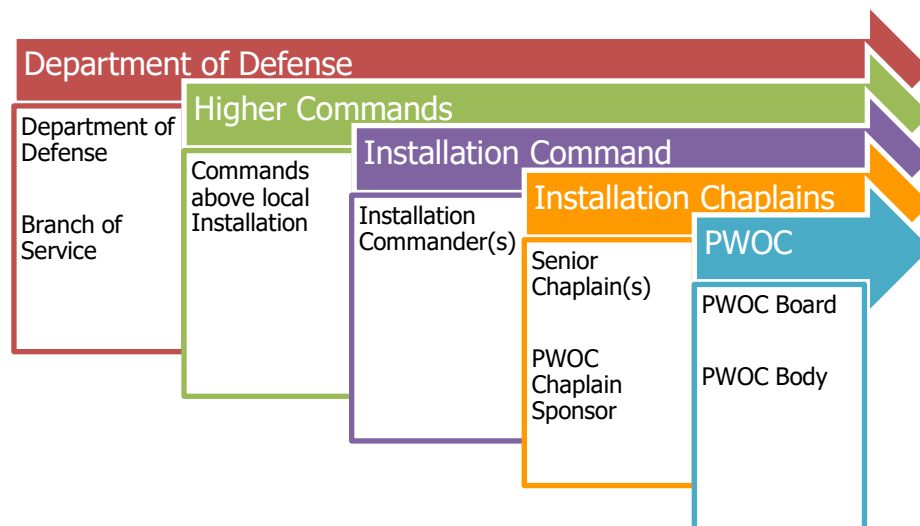 Department of Defense
Department of
Defense
Branch of
Service
Higher Commands
Commands
above local
Installation
Installation Command
Installation
Commander(s)
Installation Chaplains
Senior
Chaplain(s)
PWOC
Chaplain
Sponsor
PWOC
PWOC Board
PWOC Body